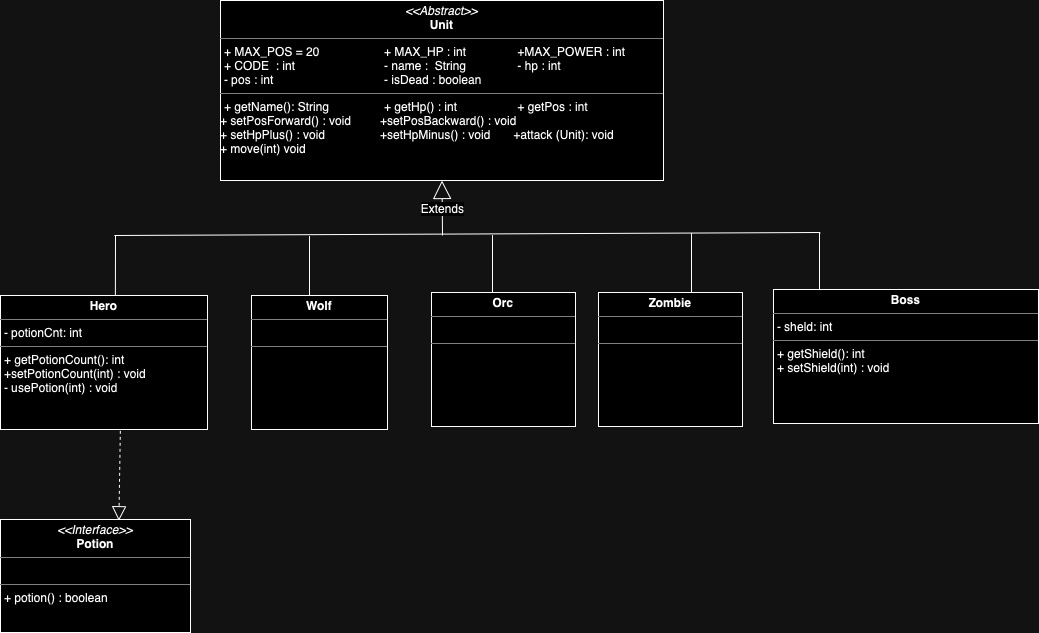 <<Abstract>>
Unit
+ MAX_POS = 20 + MAX_HP : int +MAX_POWER : int
+ CODE : int - name : String - hp : int
- pos : int - isDead : boolean
+ getName(): String + getHp() : int + getPos : int
+ setPosForward() : void +setPosBackward() : void
+ setHpPlus() : void +setHpMinus() : void +attack (Unit): void
+ move(int) void
Extends
Hero
- potionCnt: int
+ getPotionCount(): int
+setPotionCount(int) : void
- usePotion(int) : void
Wolf
Orc
Zombie
Boss
- sheld: int
+ getShield(): int
+ setShield(int) : void
<<Interface>>
Potion
+ potion() : boolean